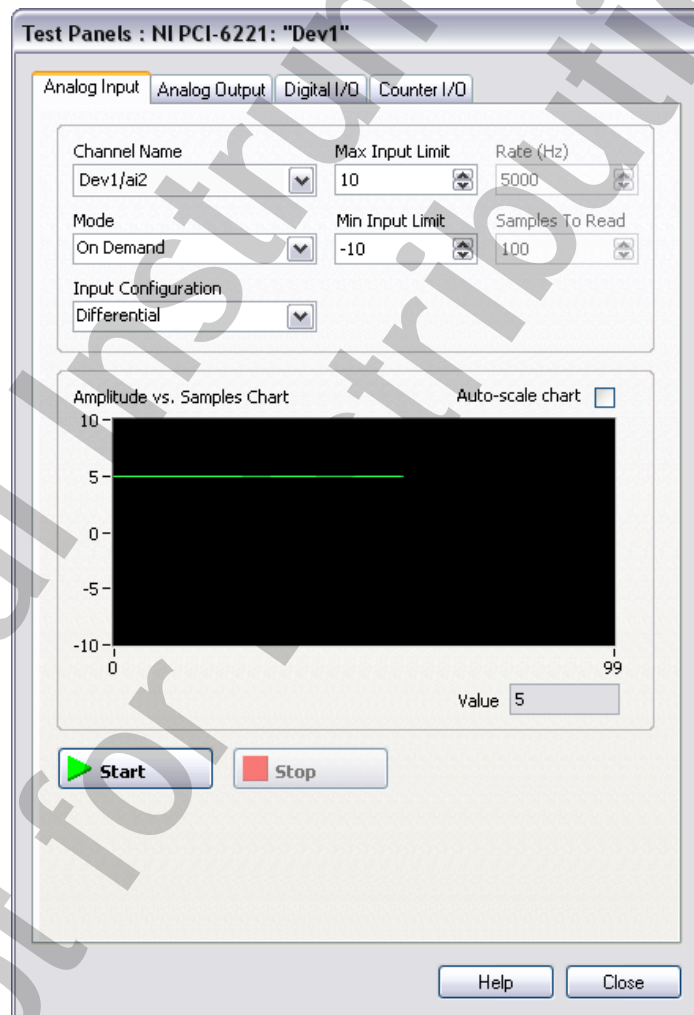 Test Panels : NI PCI-6221: "Dev1"
Analog Input Analog Output Digital I/O Counter I/O
Channel Name Max Input Limit Rate (Hz)
Dev1/ai2 10 5000
Mode Min Input Limit Samples To Read
On Demand -10 100
Input Configuration
Differential
Amplitude vs. Samples Chart Auto-scale chart
10
5
0
-5
-10
0 99
Value 5
Start Stop
Help Close